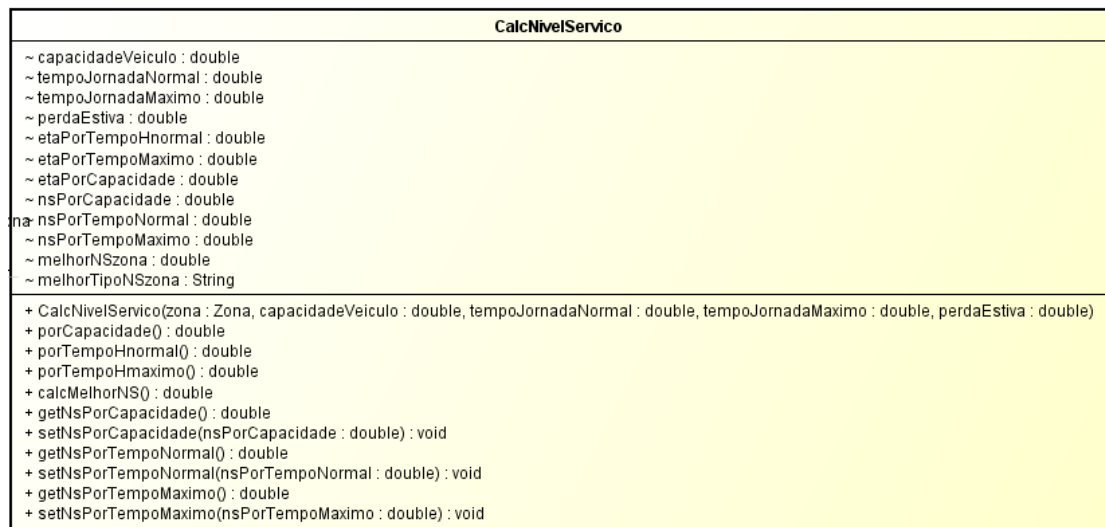 CalcNivelServico
~ capacidadeVeiculo : double
~ tempoJornadaNormal : double
~ tempoJornadaMaximo : double
~ perdaEstiva : double
~ etaPorTempoHnormal : double
~ etaPorTempoMaximo : double
~ etaPorCapacidade : double
~ nsPorCapacidade : double
~ nsPorTempoNormal : double
~ nsPorTempoMaximo : double
~ melhorNSzona : double
~ melhorTipoNSzona : String
+ CalcNivelServico(zona : Zona, capacidadeVeiculo : double, tempoJornadaNormal : double, tempoJornadaMaximo : double, perdaEstiva : double)
+ porCapacidade() : double
+ porTempoHnormal() : double
+ porTempoHmaximo() : double
+ calcMelhorNS() : double
+ getNsPorCapacidade() : double
+ setNsPorCapacidade(nsPorCapacidade : double) : void
+ getNsPorTempoNormal() : double
+ setNsPorTempoNormal(nsPorTempoNormal : double) : void
+ getNsPorTempoMaximo() : double
+ setNsPorTempoMaximo(nsPorTempoMaximo : double) : void